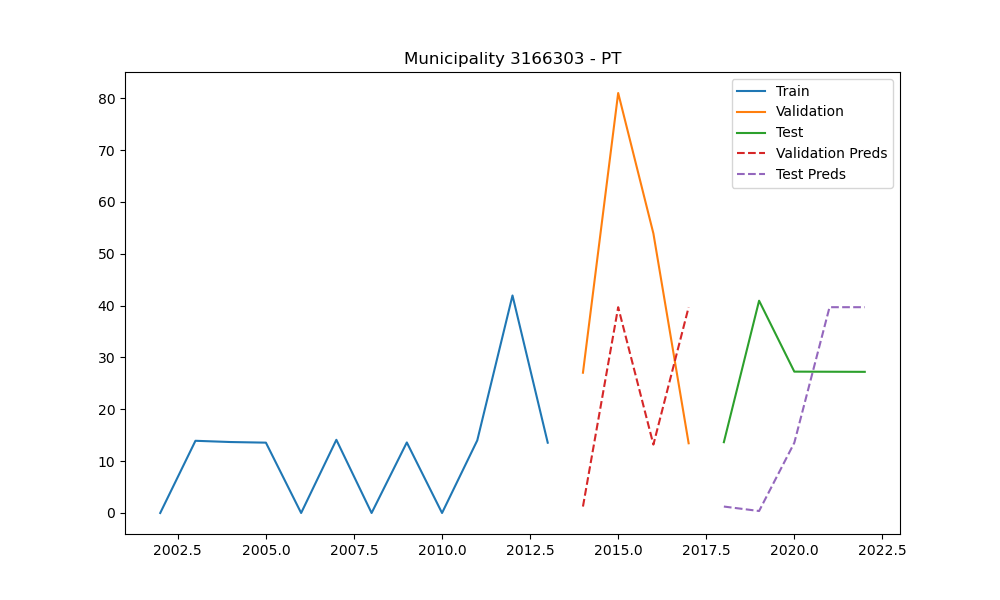 Municipality 3166303 - PT
Train
Validation
Test
Validation Preds
Test Preds
80
70
60
50
40
30
20
10
0
2002.5 2005.0 2007.5 2010.0 2012.5 2015.0 2017.5 2020.0 2022.5